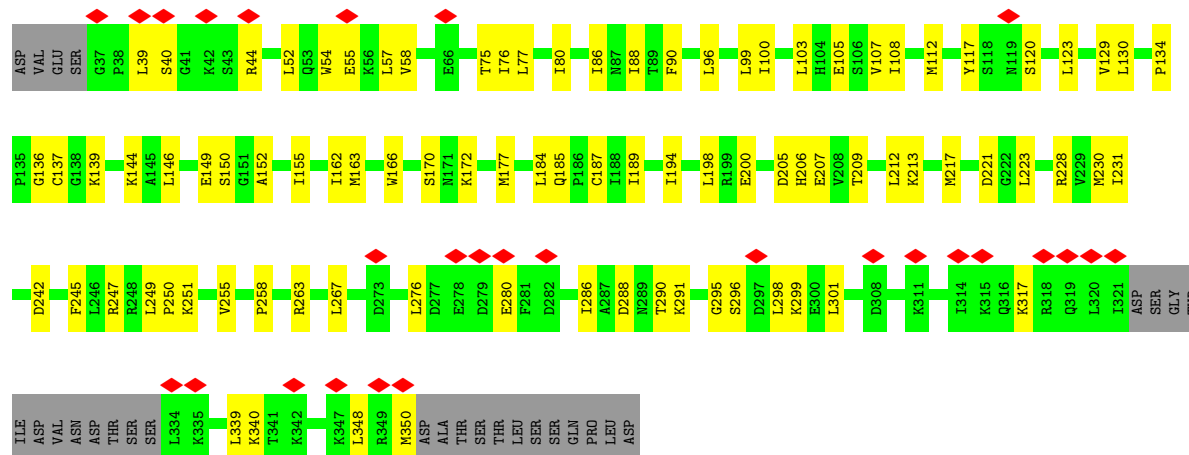 ASP VAL GLU SER G37 P38 L39 S40 G41 K42 S43 R44 L52 Q53 W54 E55 K56 L57 V58 E66 T75 I76 L77 I80 I86 N87 I88 T89 F90 L96 L99 I100 L103 H104 E105 S106 V107 I108 M112 Y117 S118 N119 S120 L123 V129 L130 P134
P135 G136 C137 G138 K139 K144 A145 L146 E149 S150 G151 A152 I155 I162 M163 W166 S170 N171 K172 M177 L184 Q185 P186 C187 I188 I189 I194 L198 R199 E200 D205 H206 E207 V208 T209 L212 K213 M217 D221 G222 L223 R228 V229 M230 I231
D242 F245 L246 R247 R248 L249 P250 K251 V255 P258 R263 L267 D273 L276 D277 E278 D279 E280 F281 D282 I286 A287 D288 N289 T290 K291 G295 S296 D297 L298 K299 E300 L301 D308 K311 I314 K315 Q316 K317 R318 Q319 L320 I321 ASP SER GLY
ILE ASP VAL ASN ASP THR SER SER L334 K335 L339 K340 T341 K342 K347 L348 R349 M350 ASP ALA THR SER THR LEU SER SER GLN PRO LEU ASP